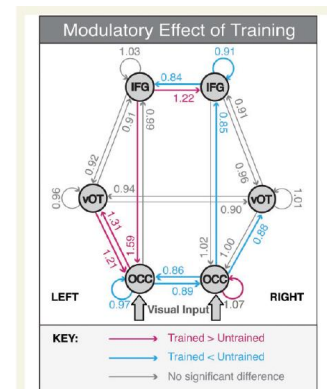 Modulatory Effect of Training
1.03
0.91
0.84
IFG
IFG
1.22
0.91
0.99
0.85
0.91
0.92
0.96
0.96
vOT
0.94
0.90
vOT
1.01
1.31
1.21
1.59
1.02
1.00
0.88
0.86
OCC
OCC
0.89
0.97
1.07
LEFT
Visual Input
RIGHT
KEY:
Trained > Untrained
Trained < Untrained
No significant difference